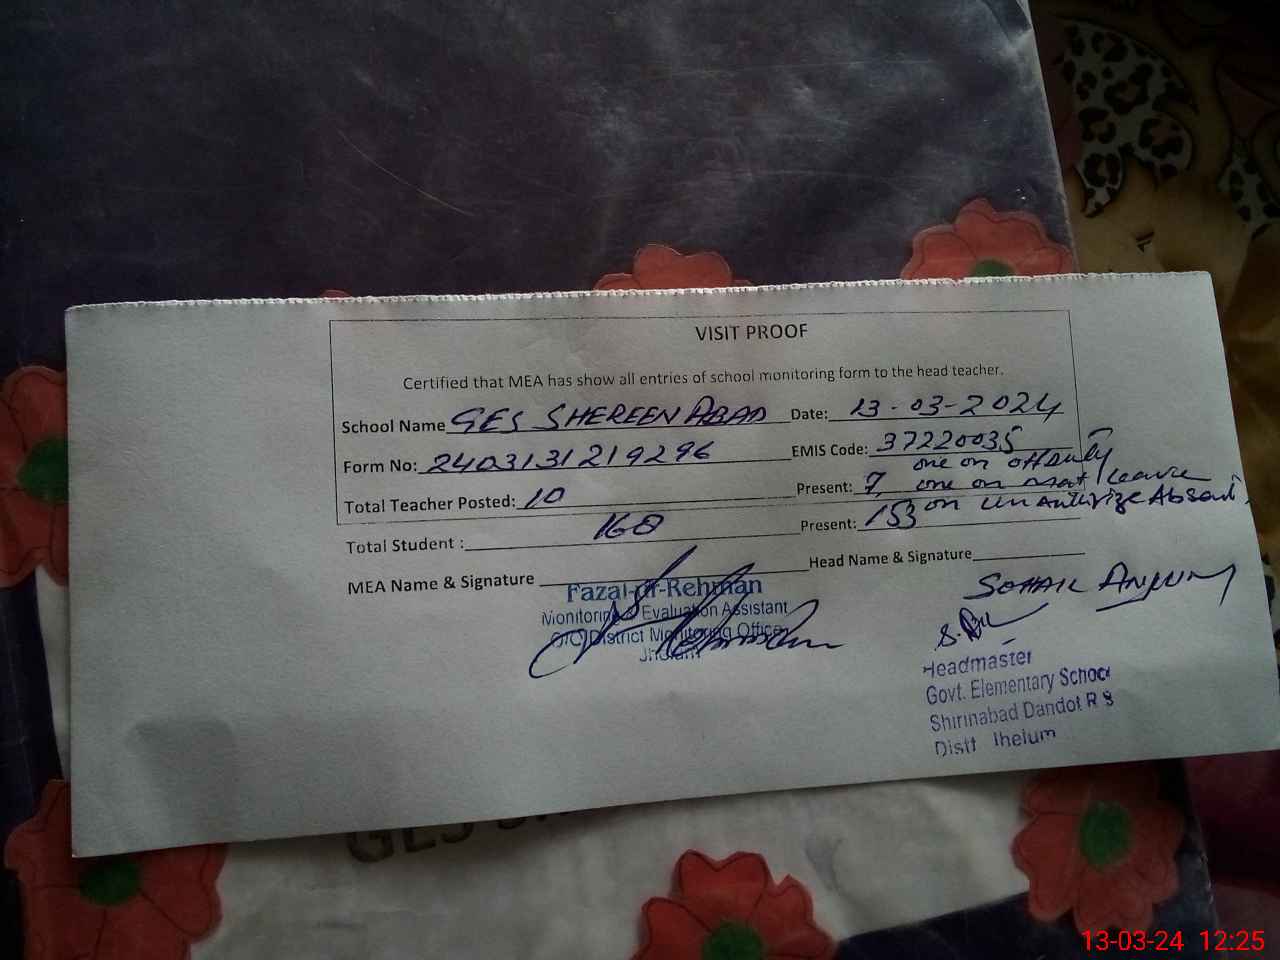 VISIT PROOF
Certified that MEA has show all entries of school monitoring form to the head teacher.
School Name GES SHEREEN ABAD Date: 13-03-2024
Form No: 2403131219296 EMIS Code: 37220035
one on off Duty
Total Teacher Posted: 10 Present: 7, one on Leave
on Absent
Total Student : 168 Present: 153
MEA Name & Signature Head Name & Signature
Fazal-ur-Rehman
Monitoring & Evaluation Assistant
O/O District Monitoring Office
Jhelum
SOHAIL ANJUM
Headmaster
Govt. Elementary School
Shirinabad Dandot R S
Distt Jhelum
GES
13-03-24 12:25